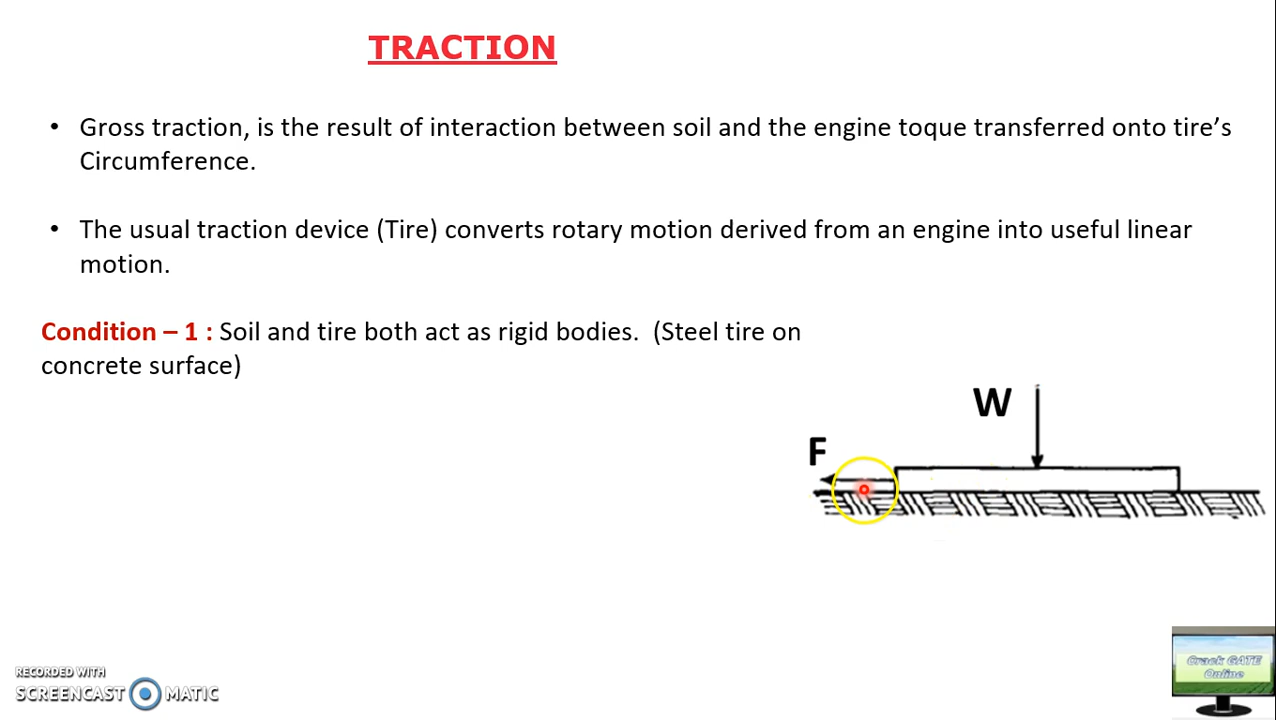 TRACTION
• Gross traction, is the result of interaction between soil and the engine toque transferred onto tire’s
Circumference.
• The usual traction device (Tire) converts rotary motion derived from an engine into useful linear
motion.
Condition – 1 : Soil and tire both act as rigid bodies. (Steel tire on
concrete surface)
W
F
RECORDED WITH
SCREENCAST MATIC
Crack GATE
Online